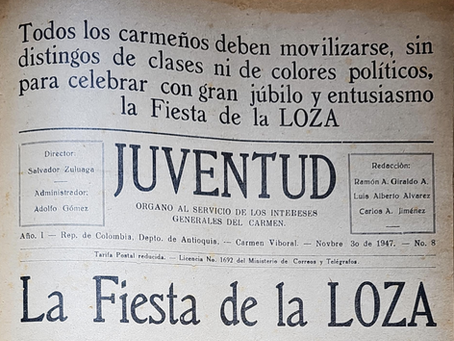 Todos los carmeños deben movilizarse, sin
distingos de clases ni de colores políticos,
para celebrar con gran júbilo y entusiasmo
la Fiesta de la LOZA
Director:
Salvador Zuluaga
Administrador:
Adolfo Gómez
JUVENTUD
ORGANO AL SERVICIO DE LOS INTERESES
GENERALES DEL CARMEN.
Redacción:
Ramón A. Giraldo A.
Luis Alberto Alvarez
Carlos A. Jiménez
Año. I — Rep. de Colombia. Depto. de Antioquia. — Carmen Viboral. — Novbre 3o de 1947. — No. 8
Tarifa Postal reducida. — Licencia No. 1692 del Ministerio de Correos y Telégrafos.
La Fiesta de la LOZA